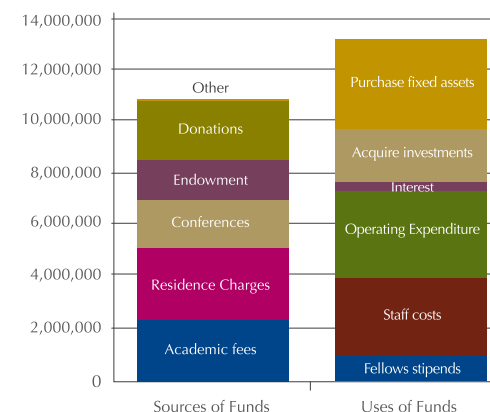 14,000,000
12,000,000
10,000,000
8,000,000
6,000,000
4,000,000
2,000,000
0
Other
Donations
Endowment
Conferences
Residence Charges
Academic fees
Purchase fixed assets
Acquire investments
Interest
Operating Expenditure
Staff costs
Fellows stipends
Sources of Funds
Uses of Funds